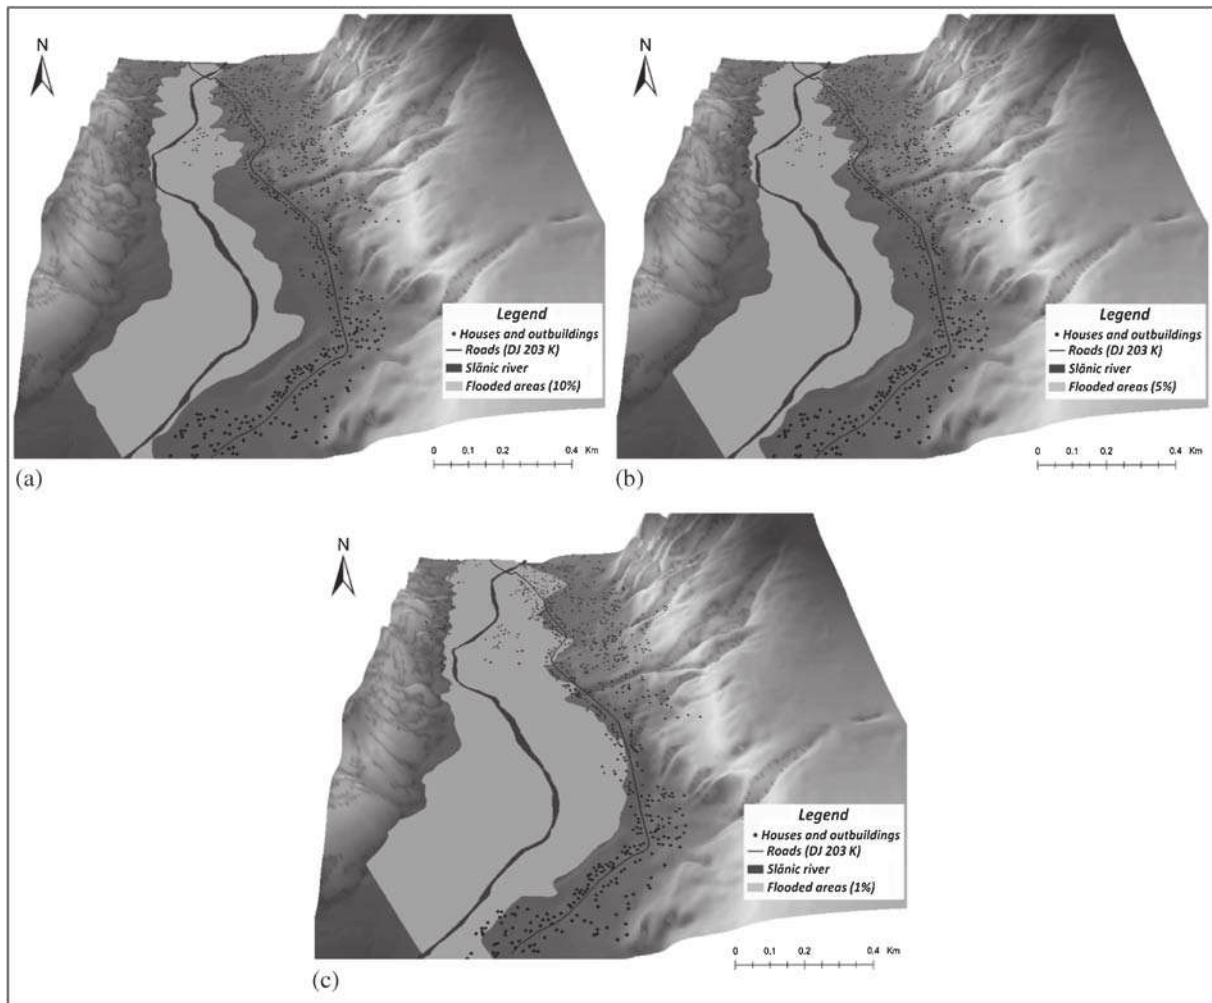 N
Legend
Houses and outbuildings
Roads (DJ 203 K)
Slănic river
Flooded areas (10%)
0 0.1 0.2 0.4 Km
(a)
N
Legend
Houses and outbuildings
Roads (DJ 203 K)
Slănic river
Flooded areas (5%)
0 0.1 0.2 0.4 Km
(b)
N
Legend
Houses and outbuildings
Roads (DJ 203 K)
Slănic river
Flooded areas (1%)
0 0.1 0.2 0.4 Km
(c)